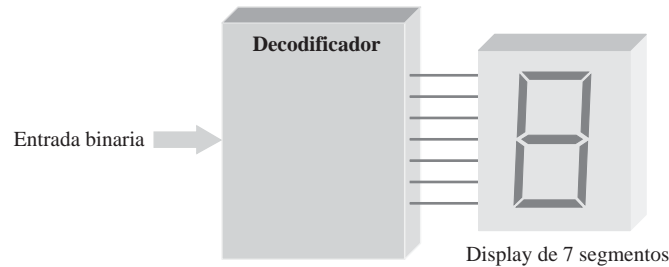 Decodificador
Entrada binaria
Display de 7 segmentos